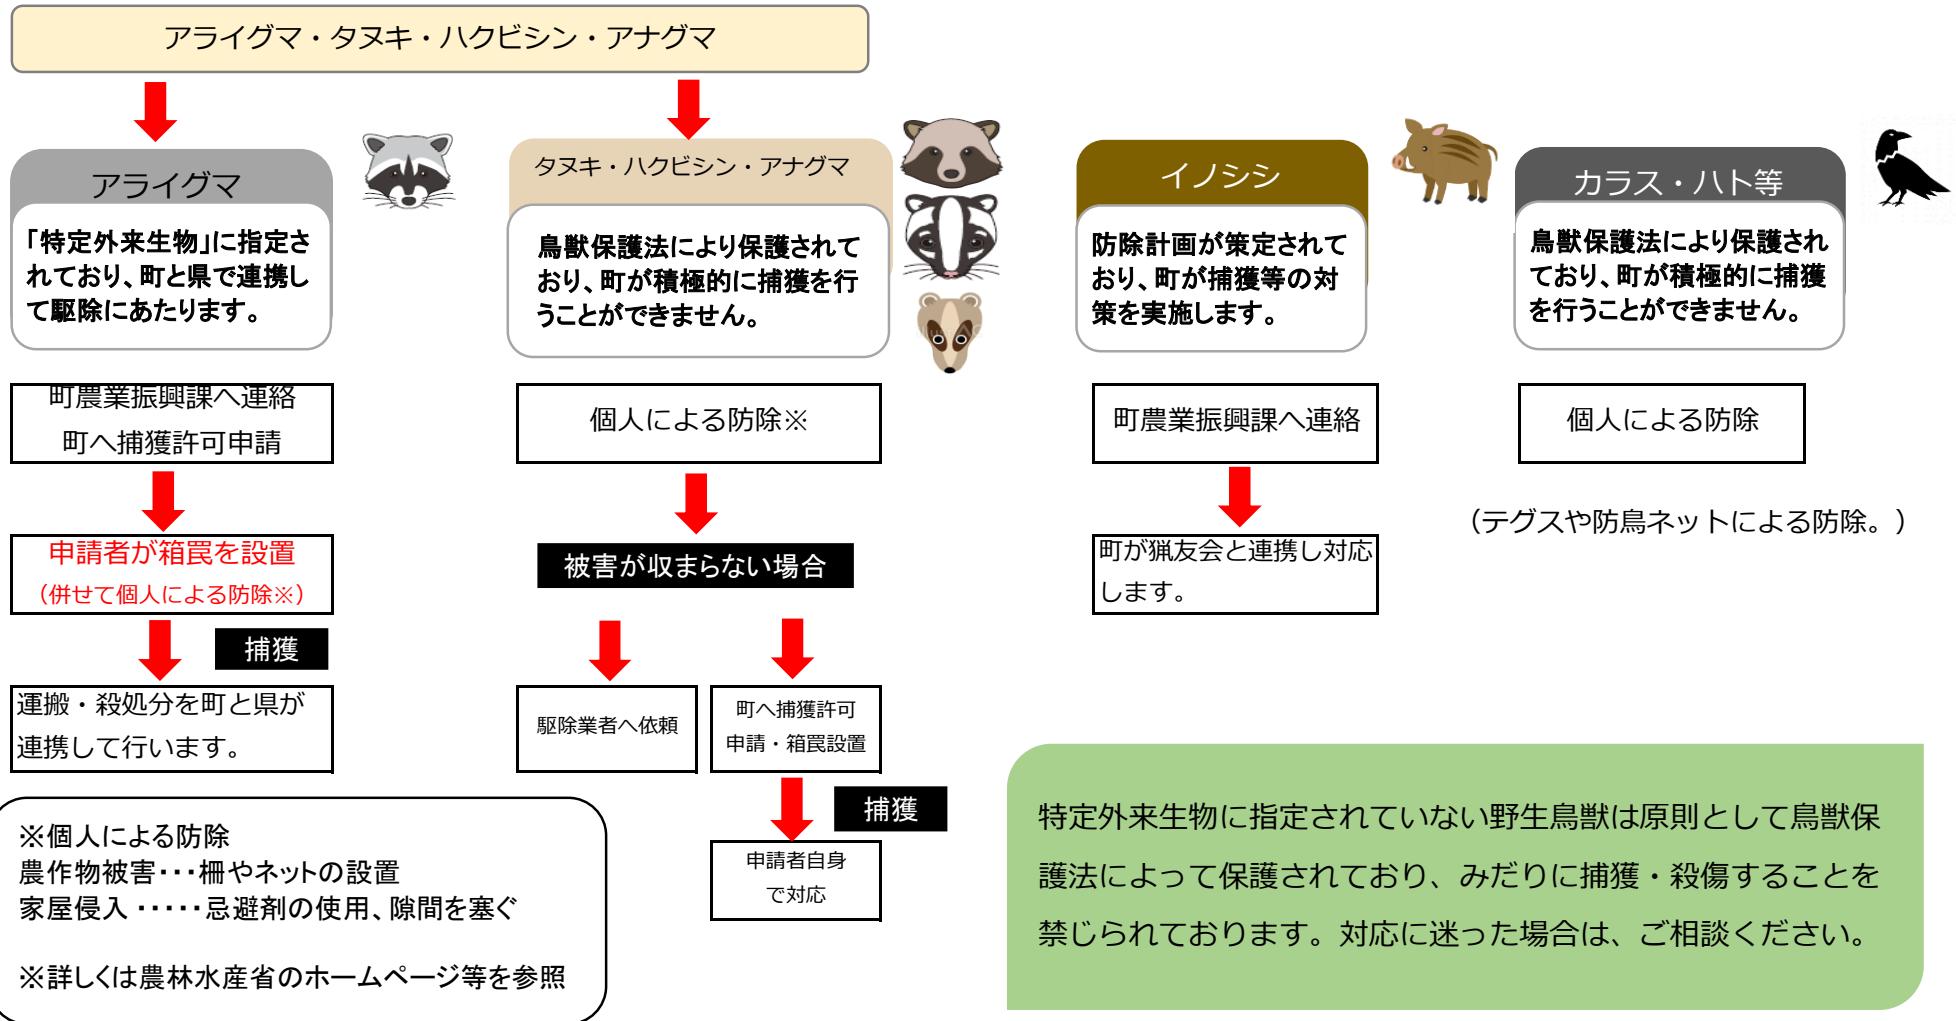 アライグマ・タヌキ・ハクビシン・アナグマ
アライグマ
「特定外来生物」に指定さ
れており、町と県で連携し
て駆除にあたります。
町農業振興課へ連絡
町へ捕獲許可申請
申請者が箱罠を設置
（併せて個人による防除※）
捕獲
運搬・殺処分を町と県が
連携して行います。
タヌキ・ハクビシン・アナグマ
鳥獣保護法により保護されて
おり、町が積極的に捕獲を行
うことができません。
個人による防除※
被害が収まらない場合
駆除業者へ依頼
町へ捕獲許可
申請・箱罠設置
捕獲
申請者自身
で対応
イノシシ
防除計画が策定されて
おり、町が捕獲等の対
策を実施します。
町農業振興課へ連絡
町が猟友会と連携し対応
します。
カラス・ハト等
鳥獣保護法により保護され
ており、町が積極的に捕獲
を行うことができません。
個人による防除
（テグスや防鳥ネットによる防除。）
※個人による防除
農作物被害･･･柵やネットの設置
家屋侵入 ･････忌避剤の使用、隙間を塞ぐ
※詳しくは農林水産省のホームページ等を参照
特定外来生物に指定されていない野生鳥獣は原則として鳥獣保
護法によって保護されており、みだりに捕獲・殺傷することを
禁じられております。対応に迷った場合は、ご相談ください。